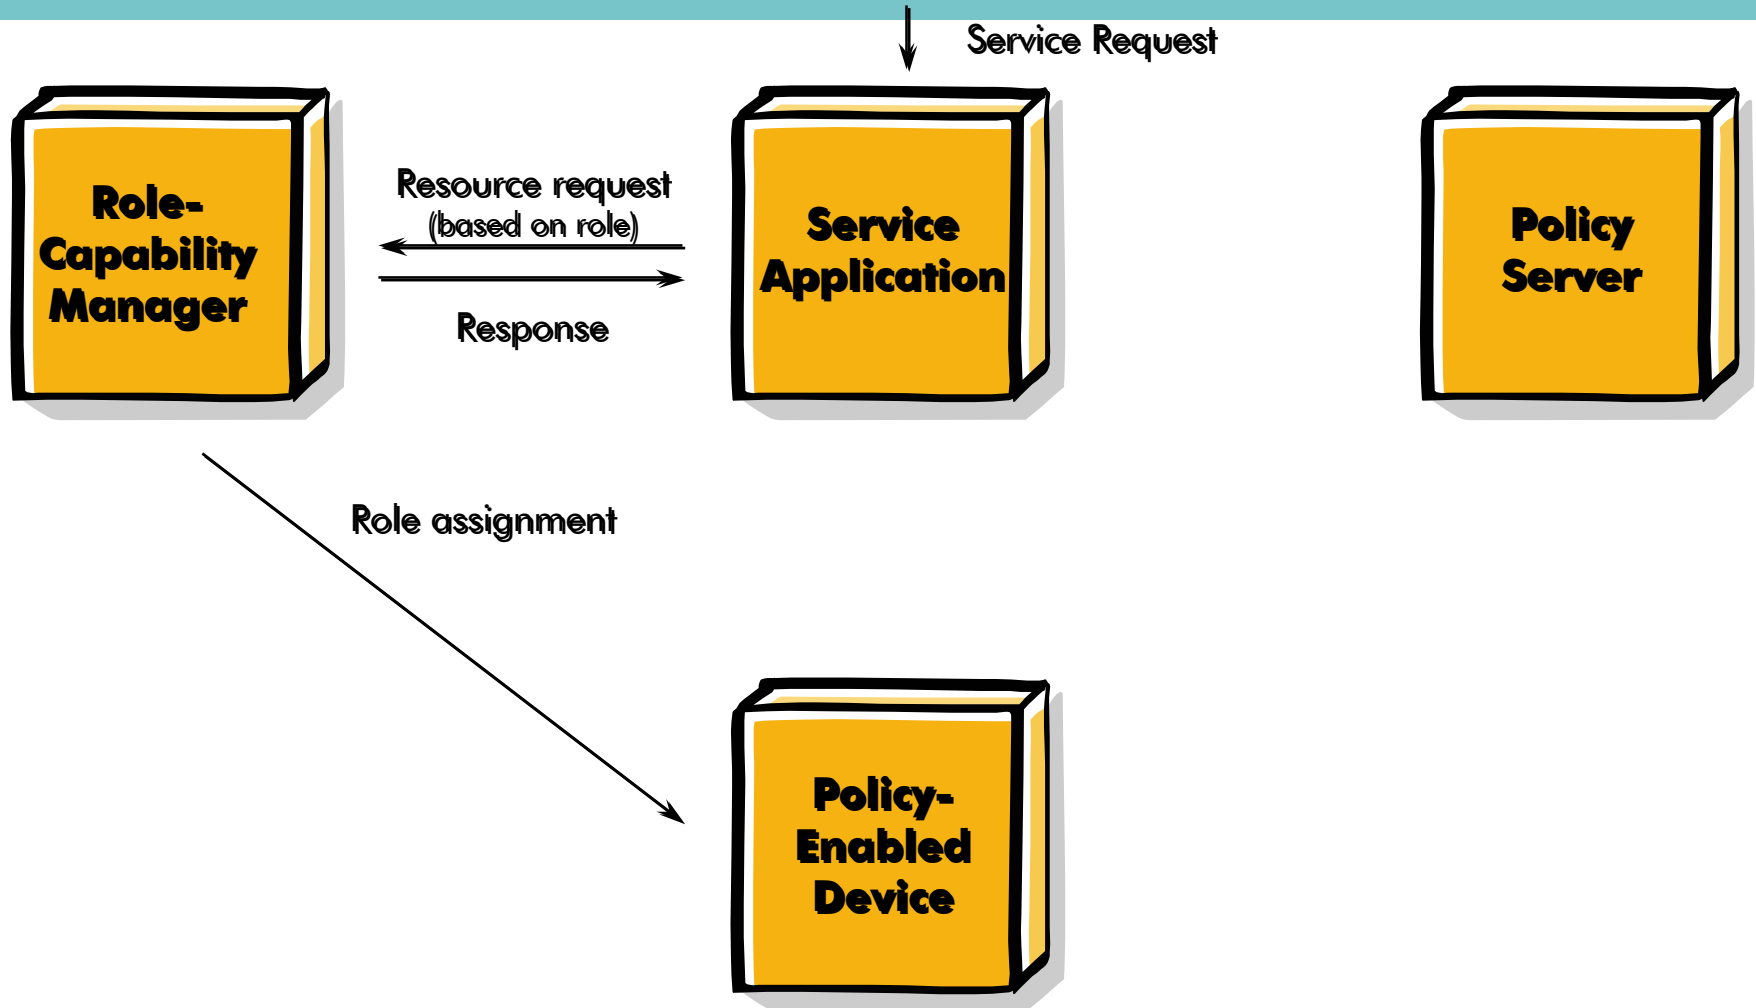 Service Request
Role-
Capability
Manager
Resource request
(based on role)
Response
Service
Application
Policy
Server
Role assignment
Policy-
Enabled
Device